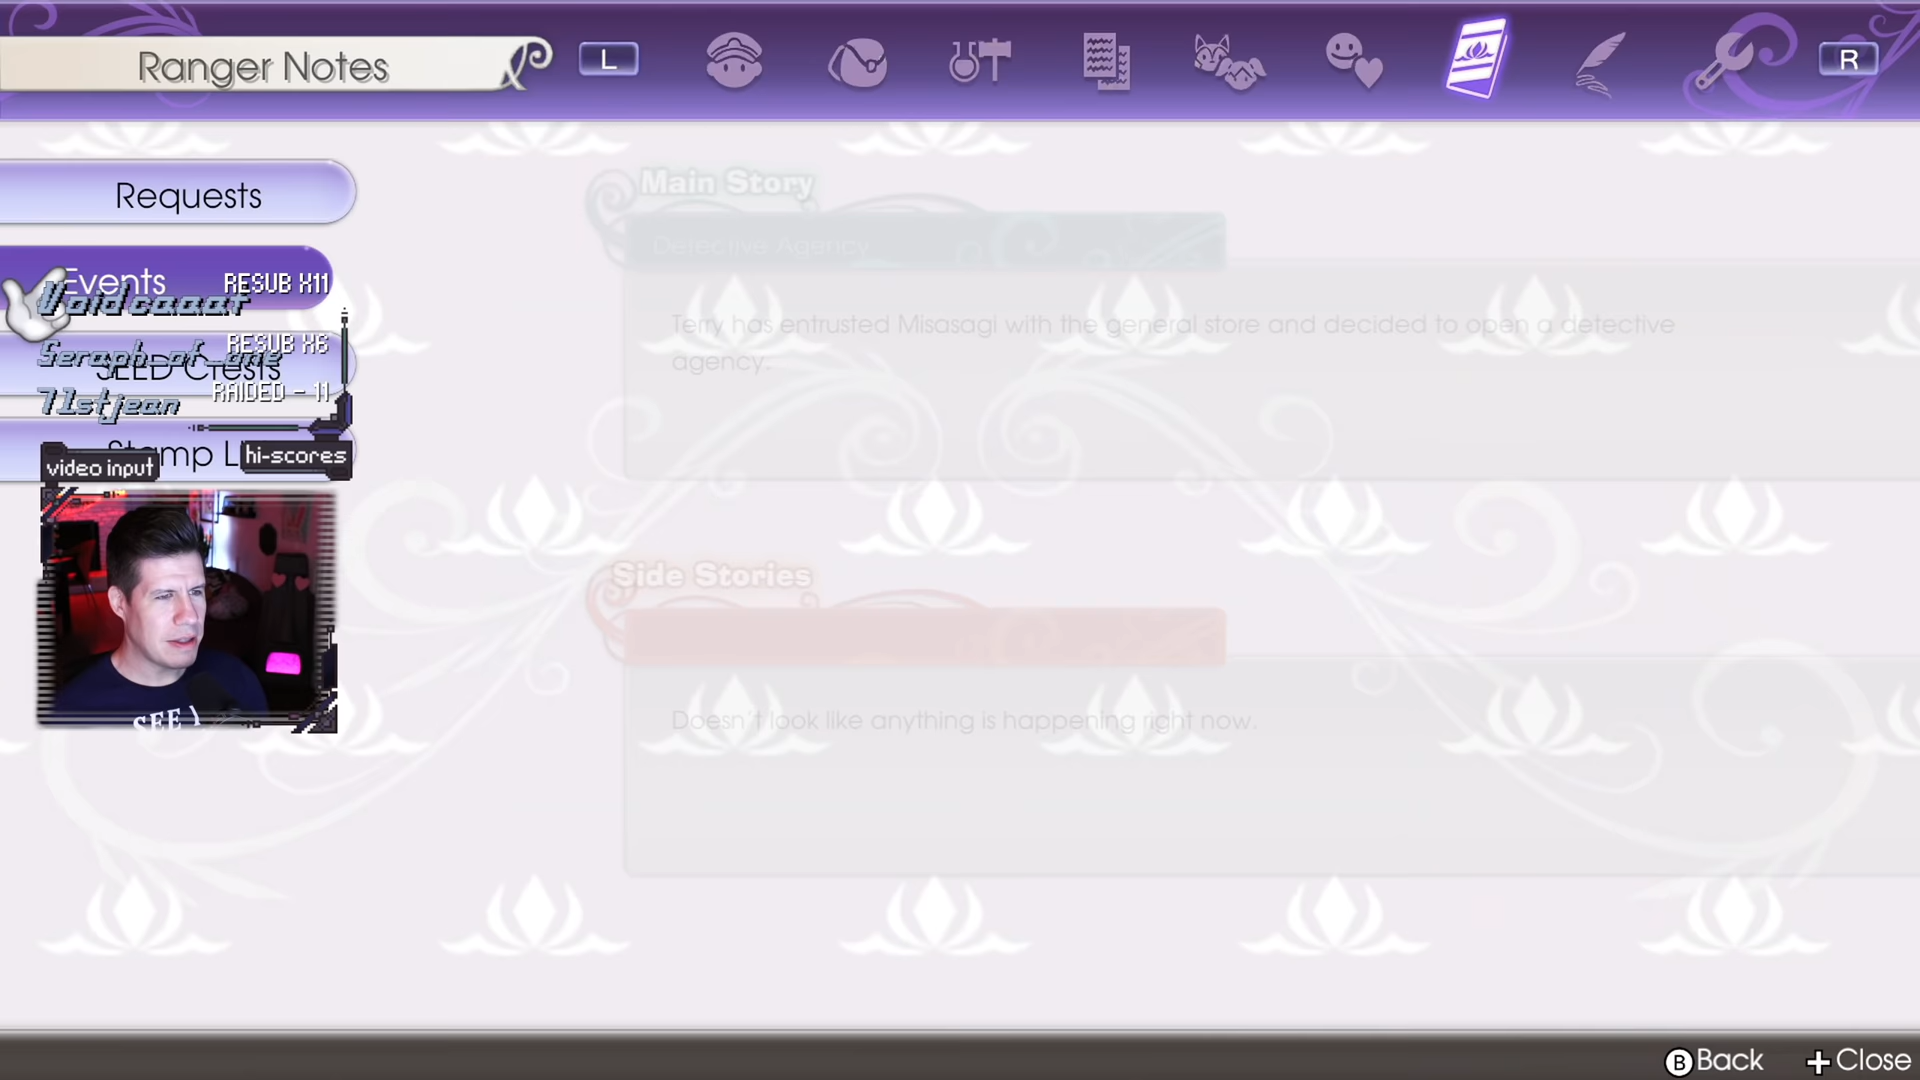 Ranger Notes
L
R
Requests
Events
RESUB X11
Voidcaaat
RESUB X6
Seraph_of_one
SEED Crests
RAIDED - 11
71stjean
Stamp L
hi-scores
video input
SEE Y
Main Story
Detective Agency
Terry has entrusted Misasagi with the general store and decided to open a detective
agency.
Side Stories
Doesn't look like anything is happening right now.
B Back
+ Close